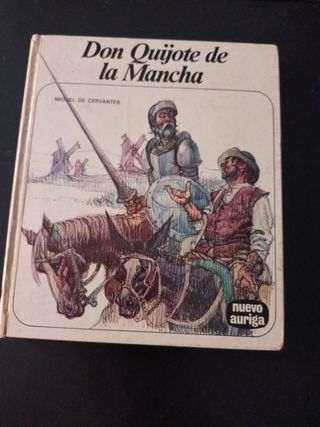 Don Quijote de
la Mancha
MIGUEL DE CERVANTES
nuevo
auriga